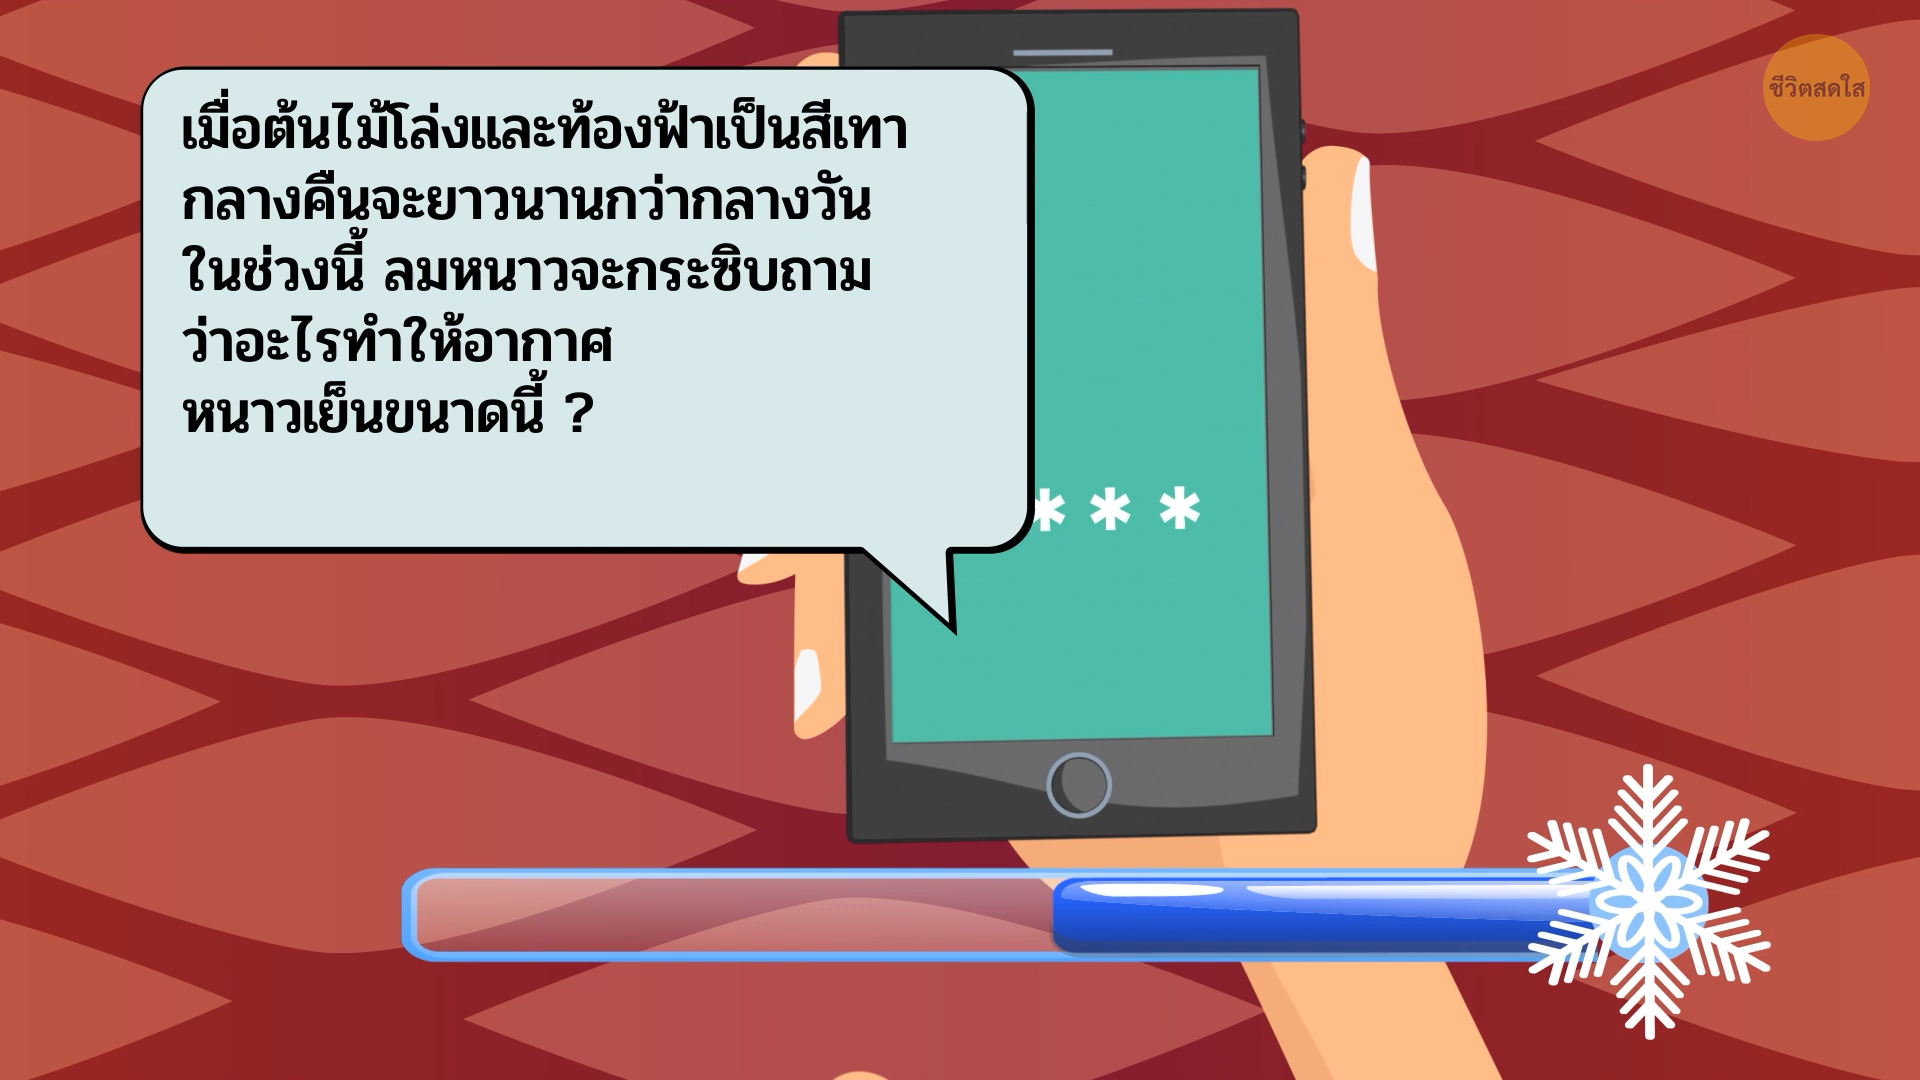 เมื่อต้นไม้โล่งและท้องฟ้าเป็นสีเทา
กลางคืนจะยาวนานกว่ากลางวัน
ในช่วงนี้ ลมหนาวจะกระซิบถาม
ว่าอะไรทำให้อากาศ
หนาวเย็นขนาดนี้ ?
ชีวิตสดใส
* * *